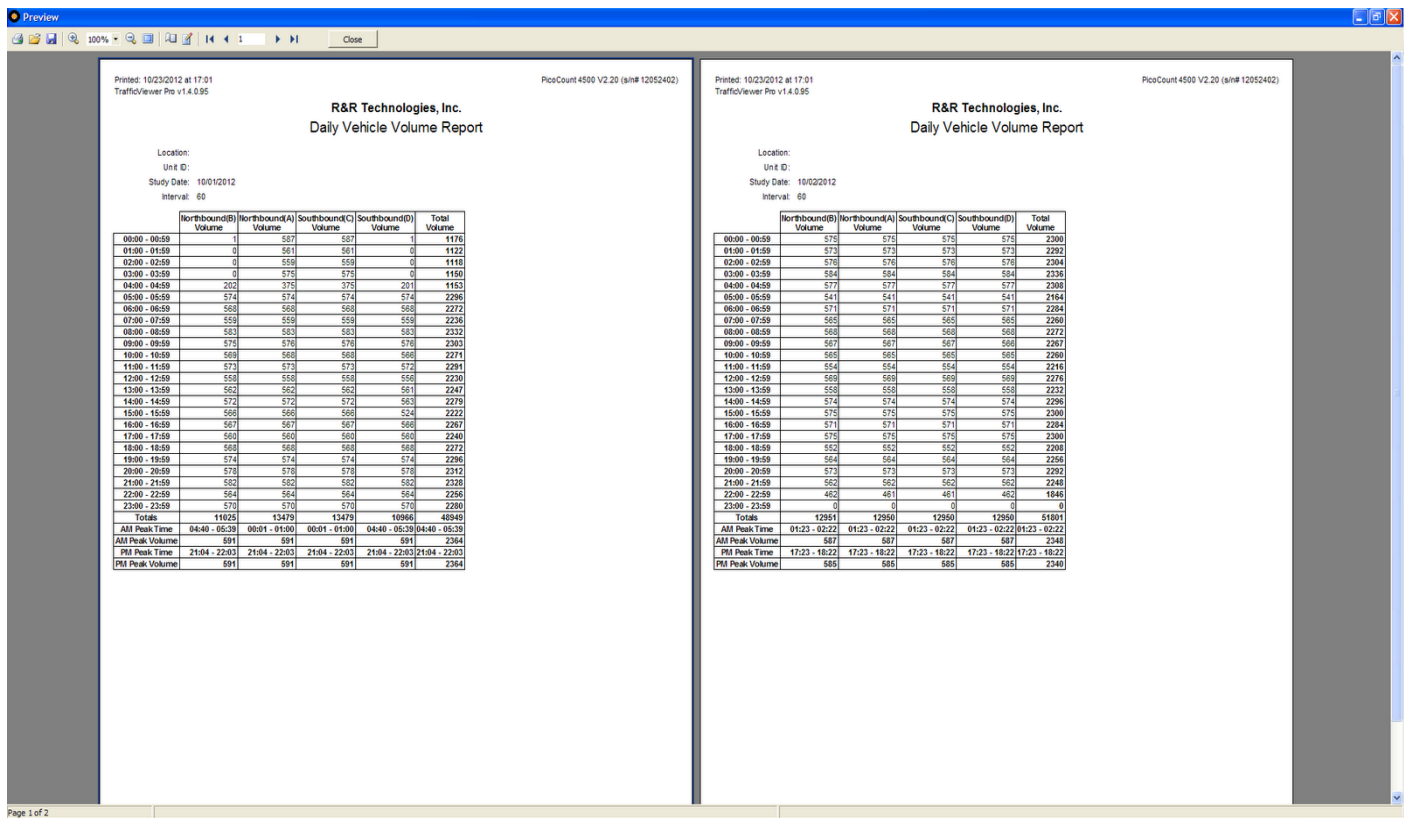 Preview
100%
1
Close
Printed: 10/23/2012 at 17:01
PicoCount 4500 V2.20 (s/n# 12052402)
TrafficViewer Pro v1.4.0.95
R&R Technologies, Inc.
Daily Vehicle Volume Report
Location:
Unit ID:
Study Date: 10/01/2012
Interval: 60
Northbound(B) Northbound(A) Southbound(C) Southbound(D) Total
Volume Volume Volume Volume Volume
00:00 - 00:59 1 587 587 1 1176
01:00 - 01:59 0 561 561 0 1122
02:00 - 02:59 0 559 559 0 1118
03:00 - 03:59 0 575 575 0 1150
04:00 - 04:59 202 375 375 201 1153
05:00 - 05:59 574 574 574 574 2296
06:00 - 06:59 568 568 568 568 2272
07:00 - 07:59 559 559 559 559 2236
08:00 - 08:59 583 583 583 583 2332
09:00 - 09:59 575 576 576 576 2303
10:00 - 10:59 569 568 568 566 2271
11:00 - 11:59 573 573 573 572 2291
12:00 - 12:59 558 558 558 556 2230
13:00 - 13:59 562 562 562 561 2247
14:00 - 14:59 572 572 572 563 2279
15:00 - 15:59 566 566 566 524 2222
16:00 - 16:59 567 567 567 566 2267
17:00 - 17:59 560 560 560 560 2240
18:00 - 18:59 568 568 568 568 2272
19:00 - 19:59 574 574 574 574 2296
20:00 - 20:59 578 578 578 578 2312
21:00 - 21:59 582 582 582 582 2328
22:00 - 22:59 564 564 564 564 2256
23:00 - 23:59 570 570 570 570 2280
Totals 11025 13479 13479 10966 48949
AM Peak Time 04:40 - 05:39 00:01 - 01:00 00:01 - 01:00 04:40 - 05:39 04:40 - 05:39
AM Peak Volume 591 591 591 591 2364
PM Peak Time 21:04 - 22:03 21:04 - 22:03 21:04 - 22:03 21:04 - 22:03 21:04 - 22:03
PM Peak Volume 591 591 591 591 2364
Printed: 10/23/2012 at 17:01
PicoCount 4500 V2.20 (s/n# 12052402)
TrafficViewer Pro v1.4.0.95
R&R Technologies, Inc.
Daily Vehicle Volume Report
Location:
Unit ID:
Study Date: 10/02/2012
Interval: 60
Northbound(B) Northbound(A) Southbound(C) Southbound(D) Total
Volume Volume Volume Volume Volume
00:00 - 00:59 575 575 575 575 2300
01:00 - 01:59 573 573 573 573 2292
02:00 - 02:59 576 576 576 576 2304
03:00 - 03:59 584 584 584 584 2336
04:00 - 04:59 577 577 577 577 2308
05:00 - 05:59 541 541 541 541 2164
06:00 - 06:59 571 571 571 571 2284
07:00 - 07:59 565 565 565 565 2260
08:00 - 08:59 568 568 568 568 2272
09:00 - 09:59 567 567 567 566 2267
10:00 - 10:59 565 565 565 565 2260
11:00 - 11:59 554 554 554 554 2216
12:00 - 12:59 569 569 569 569 2276
13:00 - 13:59 558 558 558 558 2232
14:00 - 14:59 574 574 574 574 2296
15:00 - 15:59 575 575 575 575 2300
16:00 - 16:59 571 571 571 571 2284
17:00 - 17:59 575 575 575 575 2300
18:00 - 18:59 552 552 552 552 2208
19:00 - 19:59 564 564 564 564 2256
20:00 - 20:59 573 573 573 573 2292
21:00 - 21:59 562 562 562 562 2248
22:00 - 22:59 462 461 461 462 1846
23:00 - 23:59 0 0 0 0 0
Totals 12951 12950 12950 12950 51801
AM Peak Time 01:23 - 02:22 01:23 - 02:22 01:23 - 02:22 01:23 - 02:22 01:23 - 02:22
AM Peak Volume 587 587 587 587 2348
PM Peak Time 17:23 - 18:22 17:23 - 18:22 17:23 - 18:22 17:23 - 18:22 17:23 - 18:22
PM Peak Volume 585 585 585 585 2340
Page 1 of 2